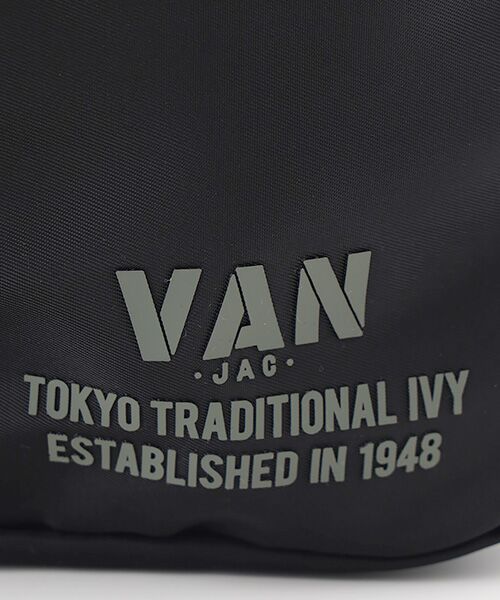 VAN
·JAC·
TOKYO TRADITIONAL IVY
ESTABLISHED IN 1948